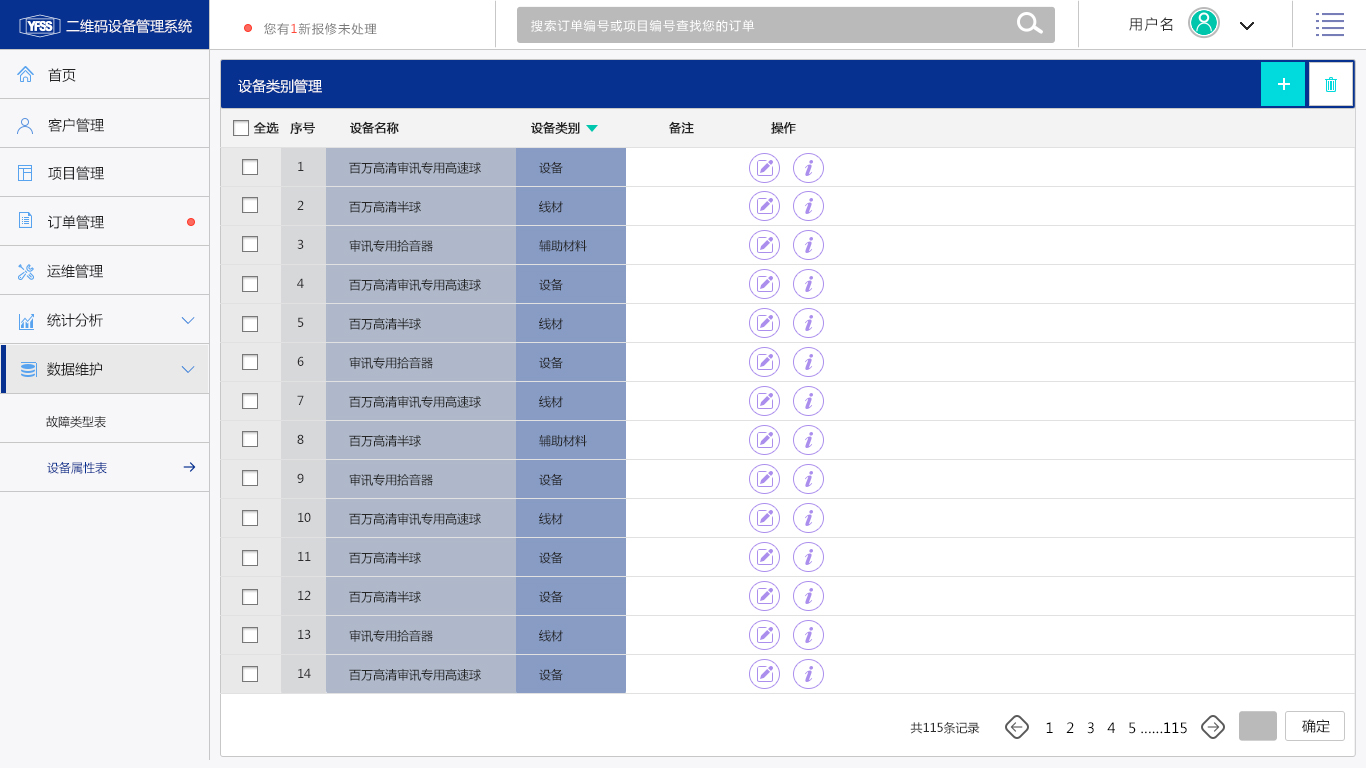 YFSS 二维码设备管理系统
您有1新报修未处理
搜索订单编号或项目编号查找您的订单
用户名
首页
客户管理
项目管理
订单管理
运维管理
统计分析
数据维护
故障类型表
设备属性表
设备类别管理
全选 序号 设备名称 设备类别 备注 操作
1 百万高清审讯专用高速球 设备
2 百万高清半球 线材
3 审讯专用拾音器 辅助材料
4 百万高清审讯专用高速球 设备
5 百万高清半球 线材
6 审讯专用拾音器 设备
7 百万高清审讯专用高速球 线材
8 百万高清半球 辅助材料
9 审讯专用拾音器 设备
10 百万高清审讯专用高速球 线材
11 百万高清半球 设备
12 百万高清半球 设备
13 审讯专用拾音器 线材
14 百万高清审讯专用高速球 设备
共115条记录 1 2 3 4 5 ......115 确定